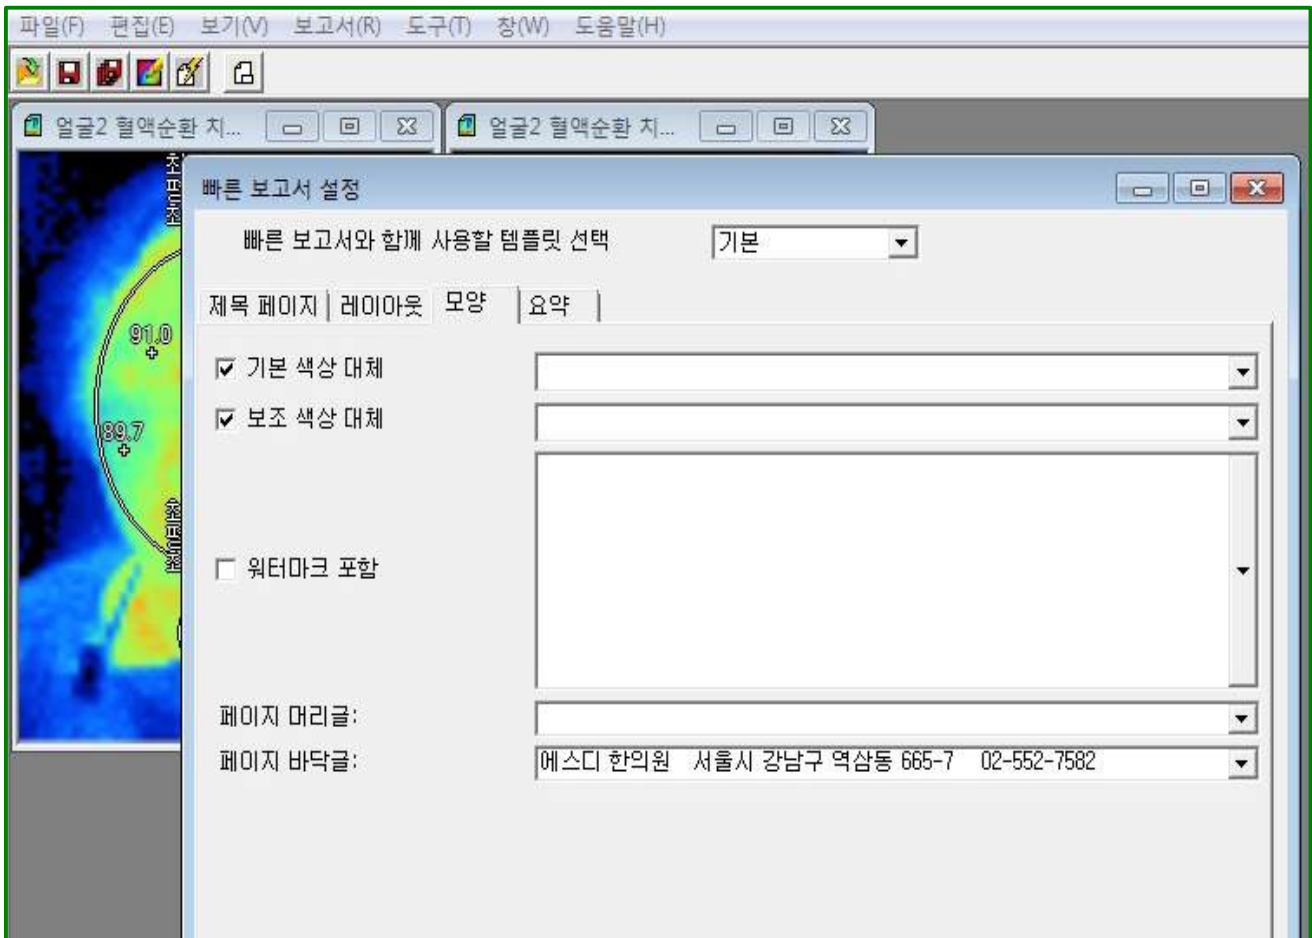 파일(F) 편집(E) 보기(V) 보고서(R) 도구(T) 창(W) 도움말(H)
얼굴2 혈액순환 치... 얼굴2 혈액순환 치...
빠른 보고서 설정
빠른 보고서와 함께 사용할 템플릿 선택 기본
제목 페이지 레이아웃 모양 요약
91.0
기본 색상 대체
보조 색상 대체
89.7
워터마크 포함
페이지 머리글:
페이지 바닥글: 에스디 한의원 서울시 강남구 역삼동 665-7 02-552-7582